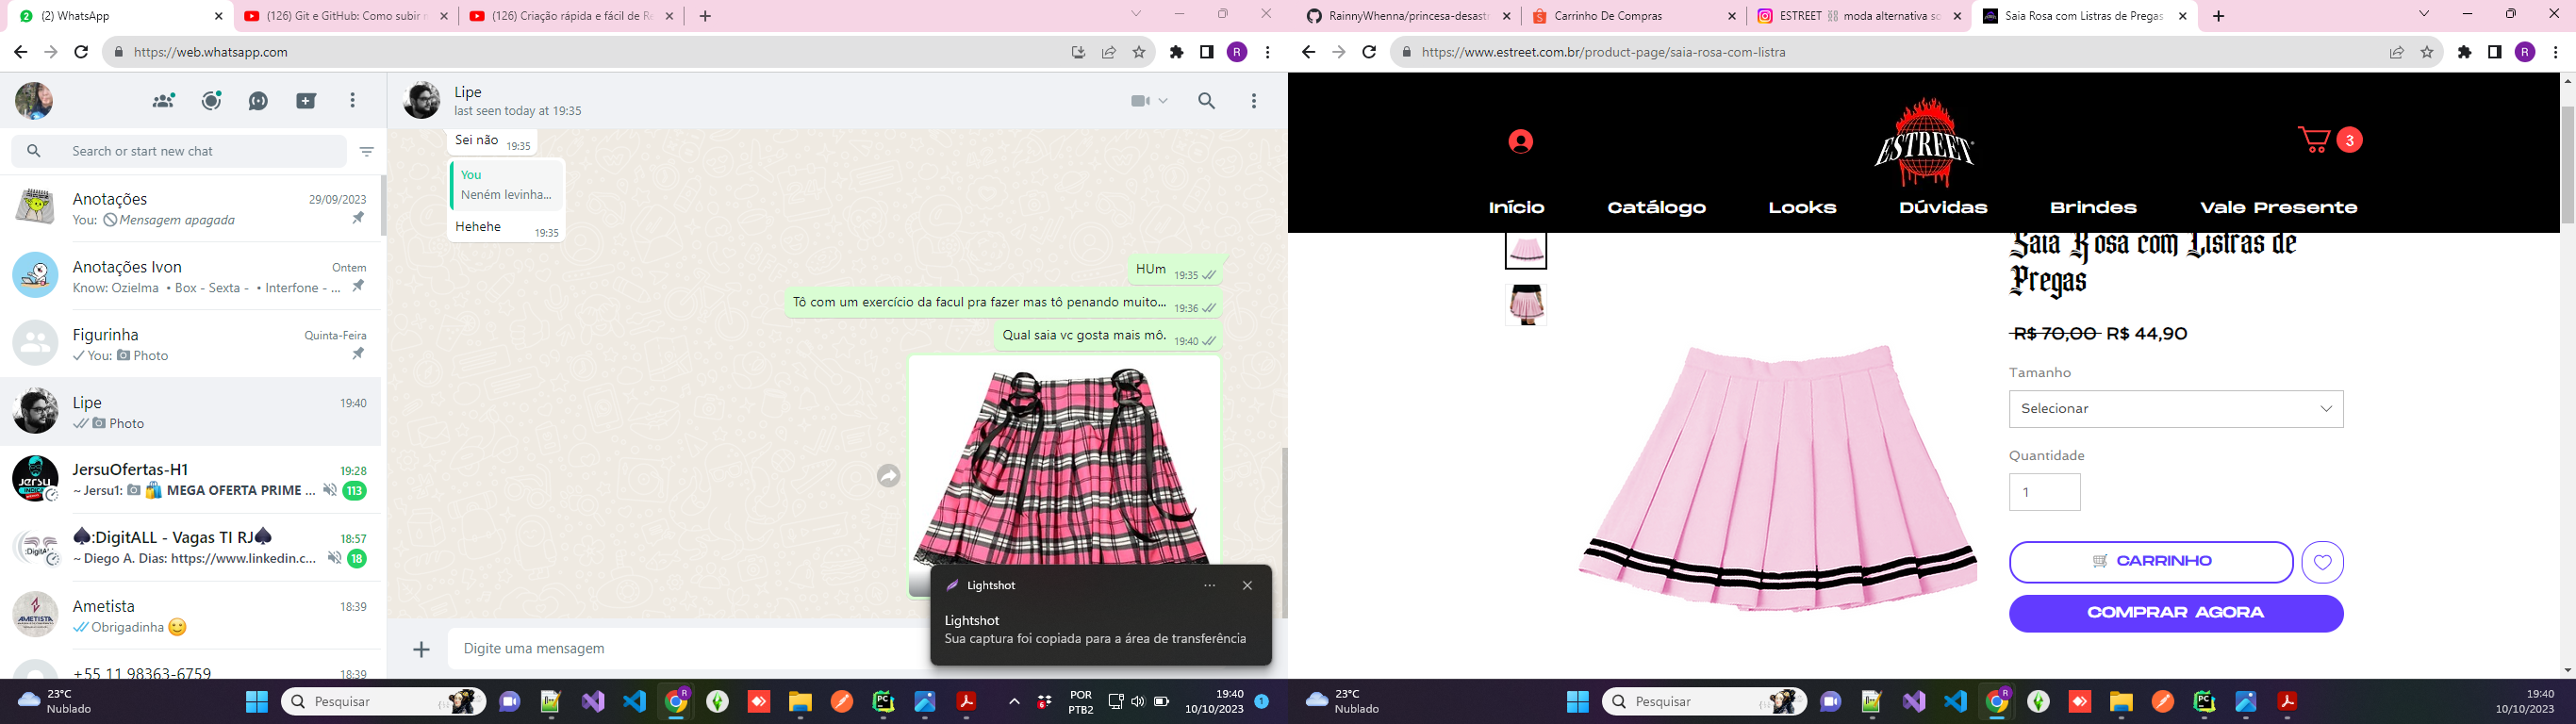 (2) WhatsApp
(126) Git e GitHub: Como subir
(126) Criação rápida e fácil de
https://web.whatsapp.com
Lipe
last seen today at 19:35
Search or start new chat
Anotações
29/09/2023
You: Mensagem apagada
Anotações Ivon
Ontem
Know: Ozielma • Box - Sexta - • Interfone - ...
Figurinha
Quinta-Feira
You: Photo
Lipe
19:40
Photo
JersuOfertas-H1
19:28
~ Jersu1: 🛍️ MEGA OFERTA PRIME ...
113
♠:DigitALL - Vagas TI RJ♠
18:57
~ Diego A. Dias: https://www.linkedin.c...
18
Ametista
18:39
Obrigadinha 😊
+55 11 98363-6759
18:39
Sei não
19:35
You
Neném levinha...
Hehehe
19:35
HUm
19:35
Tô com um exercício da facul pra fazer mas tô penando muito...
19:36
Qual saia vc gosta mais mô.
19:40
Lightshot
Lightshot
Sua captura foi copiada para a área de transferência
Digite uma mensagem
RainnyWhenna/princesa-desast
Carrinho De Compras
ESTREET ⛓ moda alternativa so
Saia Rosa com Listras de Pregas
https://www.estreet.com.br/product-page/saia-rosa-com-listra
ESTREET
3
Início
Catálogo
Looks
Dúvidas
Brindes
Vale Presente
Saia Rosa com Listras de
Pregas
R$ 70,00 R$ 44,90
Tamanho
Selecionar
Quantidade
1
🛒 CARRINHO
COMPRAR AGORA
23°C
Nublado
Pesquisar
POR
PTB2
19:40
10/10/2023
1
23°C
Nublado
Pesquisar
19:40
10/10/2023